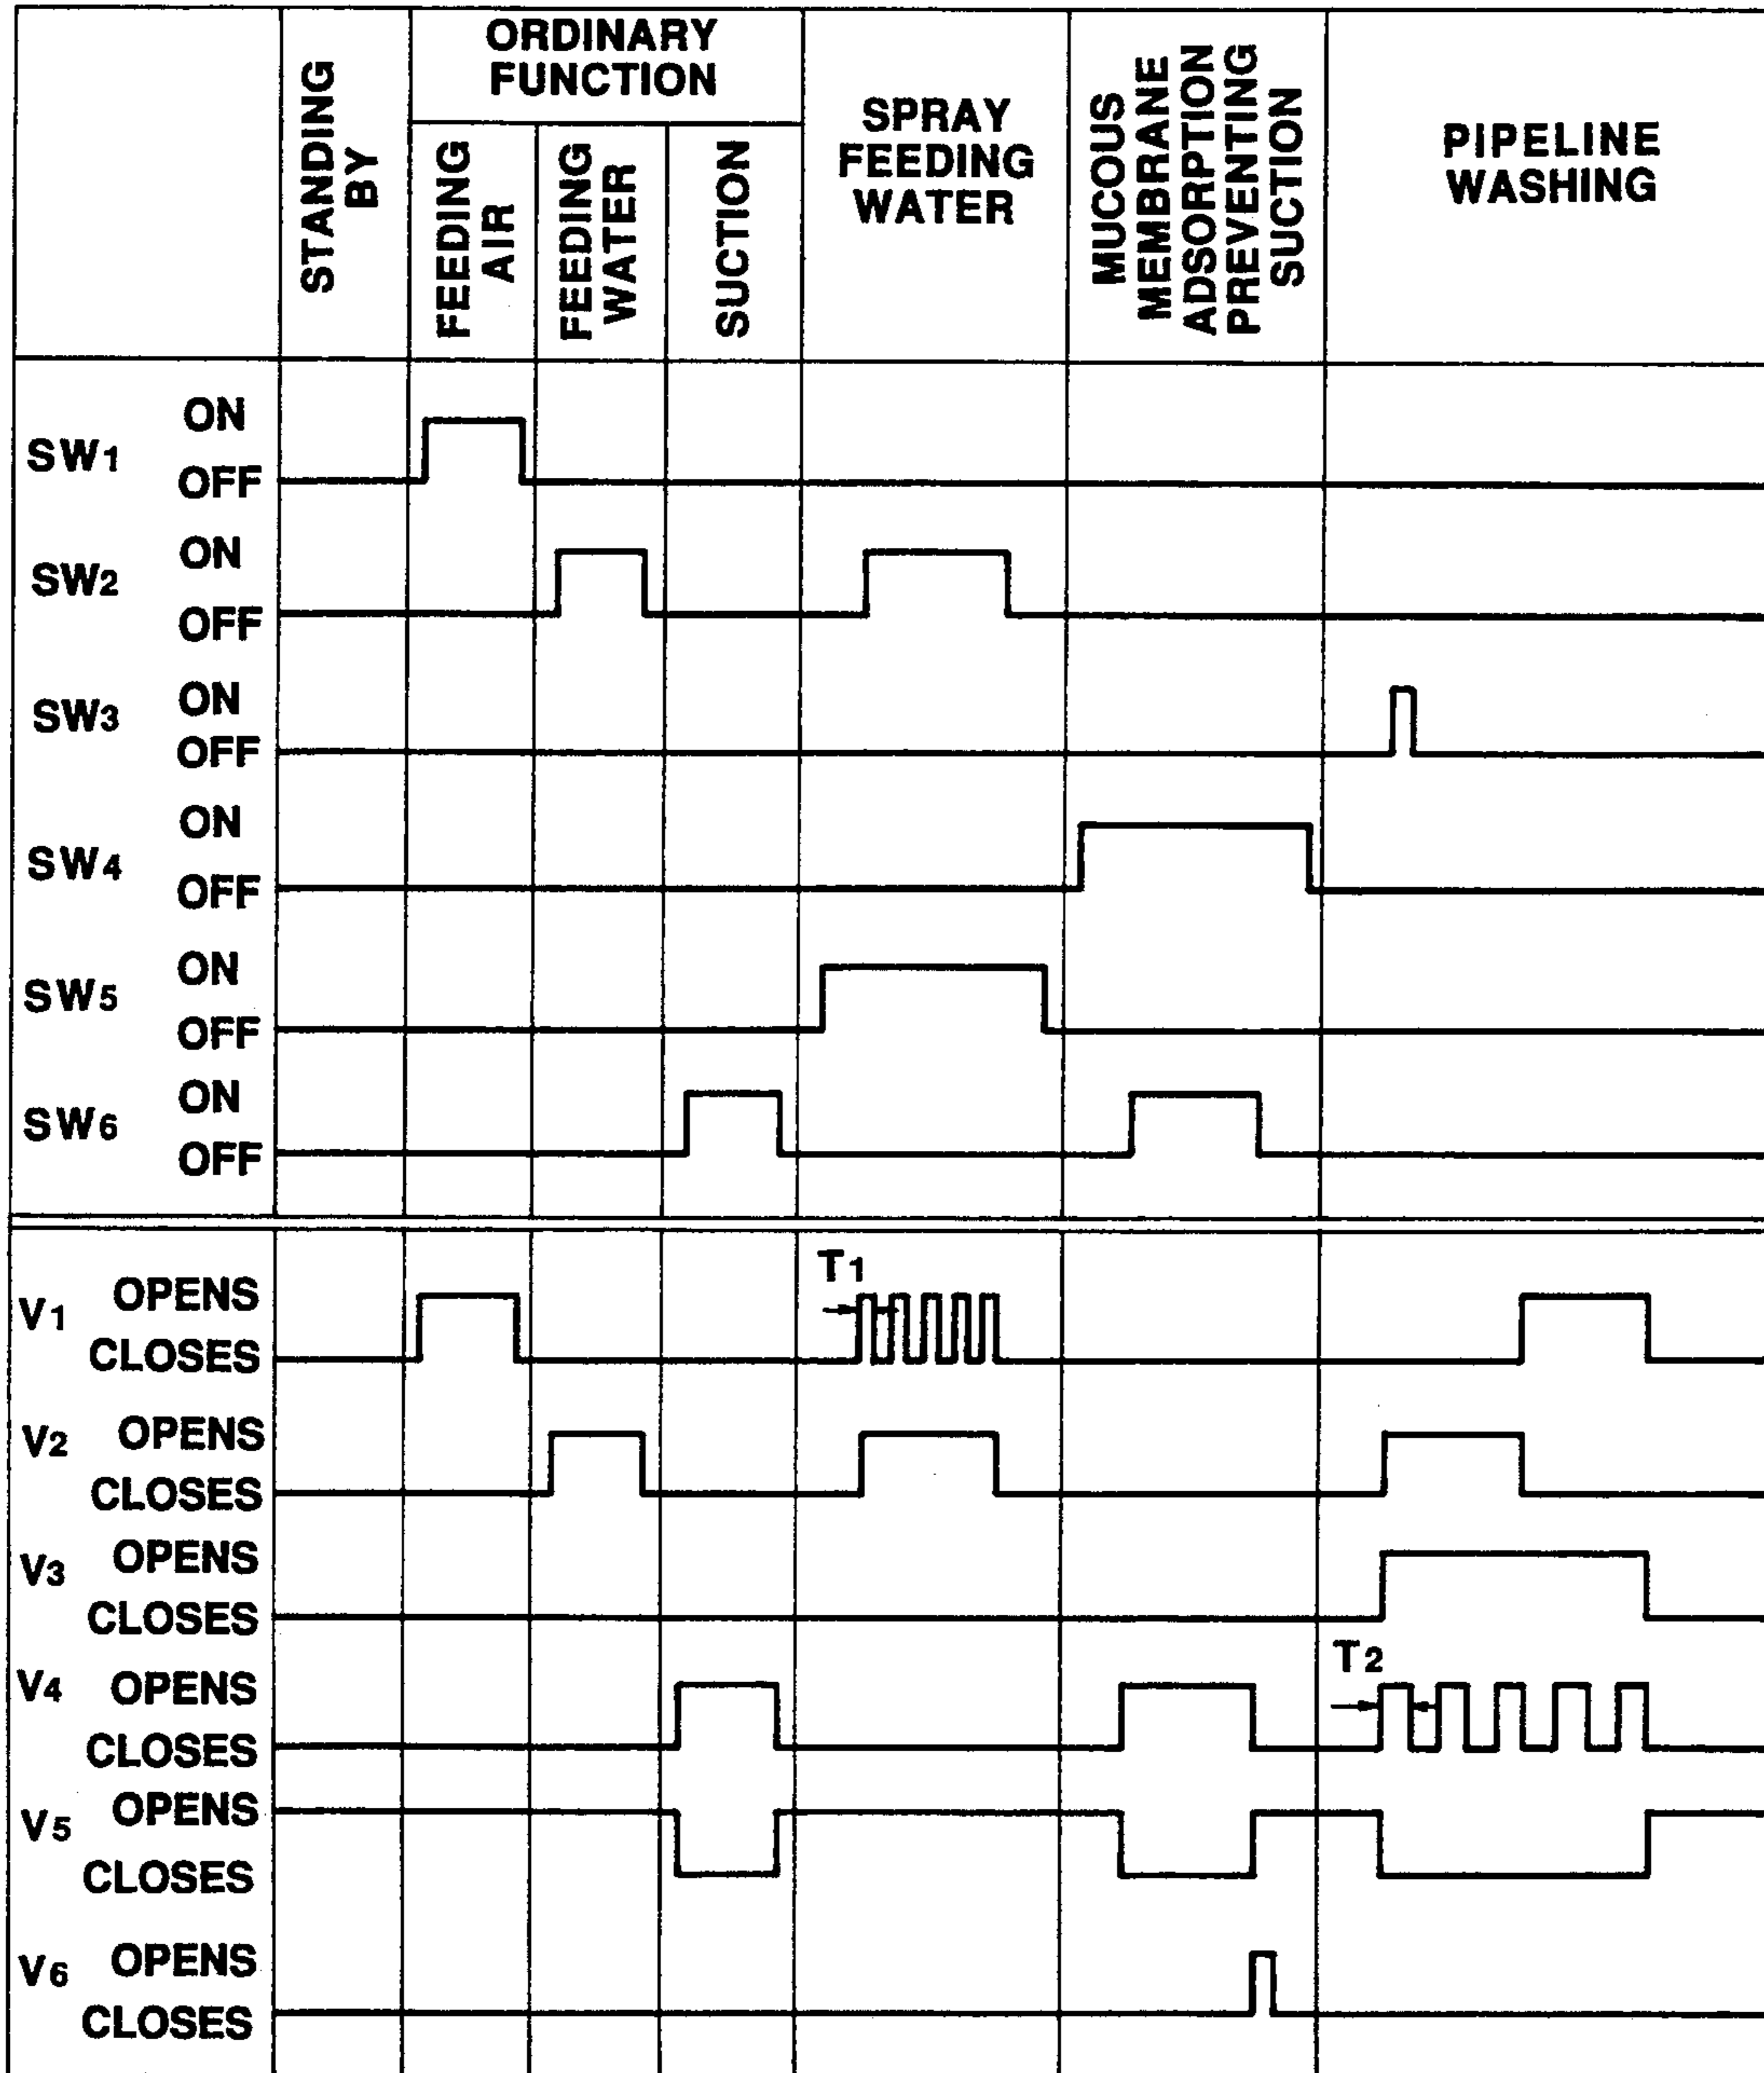 STANDING
BY
ORDINARY
FUNCTION
FEEDING
AIR
FEEDING
WATER
SUCTION
SPRAY
FEEDING
WATER
MUCOUS
MEMBRANE
ADSORPTION
PREVENTING
SUCTION
PIPELINE
WASHING
SW1
ON
OFF
SW2
ON
OFF
SW3
ON
OFF
SW4
ON
OFF
SW5
ON
OFF
SW6
ON
OFF
V1
OPENS
CLOSES
T1
V2
OPENS
CLOSES
V3
OPENS
CLOSES
V4
OPENS
CLOSES
T2
V5
OPENS
CLOSES
V6
OPENS
CLOSES